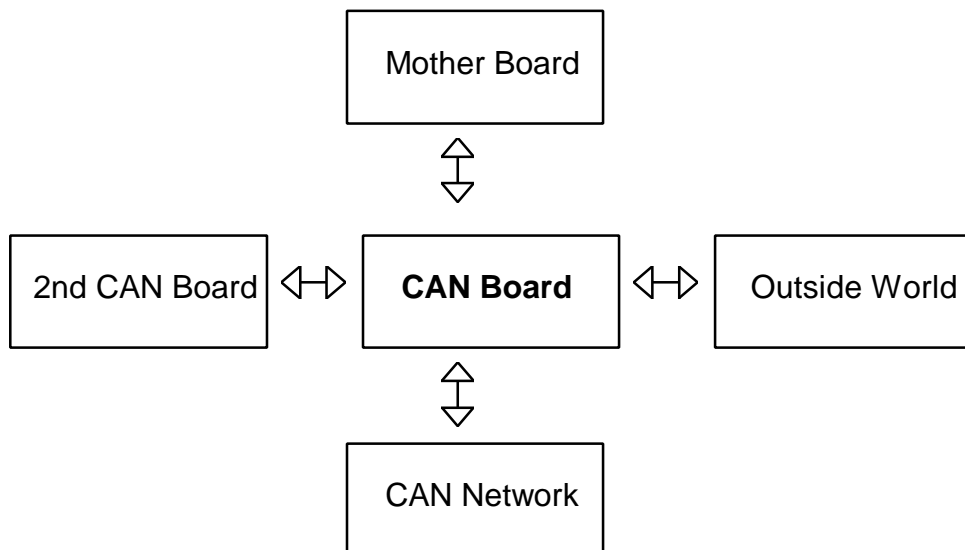 Mother Board
2nd CAN Board
CAN Board
Outside World
CAN Network